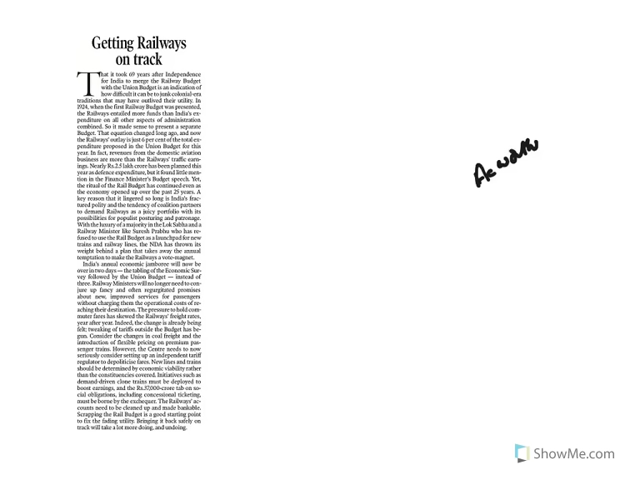 Getting Railways
on track
That it took 69 years after Independence
for India to merge the Railway Budget
with the Union Budget is an indication of
how difficult it can be to junk colonial-era
traditions that may have outlived their utility. In
1924, when the first Railway Budget was presented,
the Railways entailed more funds than India's ex-
penditure on all other aspects of administration
combined. So it made sense to present a separate
Budget. That equation changed long ago, and now
the Railways' outlay is just 6 per cent of the total ex-
penditure proposed in the Union Budget for this
year. In fact, revenues from the domestic aviation
business are more than the Railways' traffic earn-
ings. Nearly Rs.2.5 lakh crore has been planned this
year as defence expenditure, but it found little men-
tion in the Finance Minister's Budget speech. Yet,
the ritual of the Rail Budget has continued even as
the economy opened up over the past 25 years. A
key reason that it lingered so long is India's frac-
tured polity and the tendency of coalition partners
to demand Railways as a juicy portfolio with its
possibilities for populist posturing and patronage.
With the luxury of a majority in the Lok Sabha and a
Railway Minister like Suresh Prabhu who has re-
fused to use the Rail Budget as a launchpad for new
trains and railway lines, the NDA has thrown its
weight behind a plan that takes away the annual
temptation to make the Railways a vote-magnet.
India's annual economic jamboree will now be
over in two days — the tabling of the Economic Sur-
vey followed by the Union Budget — instead of
three. Railway Ministers will no longer need to con-
jure up fancy and often regurgitated promises
about new, improved services for passengers
without charging them the operational costs of re-
aching their destination. The pressure to hold com-
muter fares has skewed the Railways' freight rates,
year after year. Indeed, the change is already being
felt; tweaking of tariffs outside the Budget has be-
gun. Consider the changes in coal freight and the
introduction of flexible pricing on premium pas-
senger trains. However, the Centre needs to now
seriously consider setting up an independent tariff
regulator to depoliticise fares. New lines and trains
should be determined by economic viability rather
than the constituencies covered. Initiatives such as
demand-driven clone trains must be deployed to
boost earnings, and the Rs.37,000-crore tab on so-
cial obligations, including concessional ticketing,
must be borne by the exchequer. The Railways' ac-
counts need to be cleaned up and made bankable.
Scrapping the Rail Budget is a good starting point
to fix the fading utility. Bringing it back safely on
track will take a lot more doing, and undoing.
Acworth
ShowMe.com